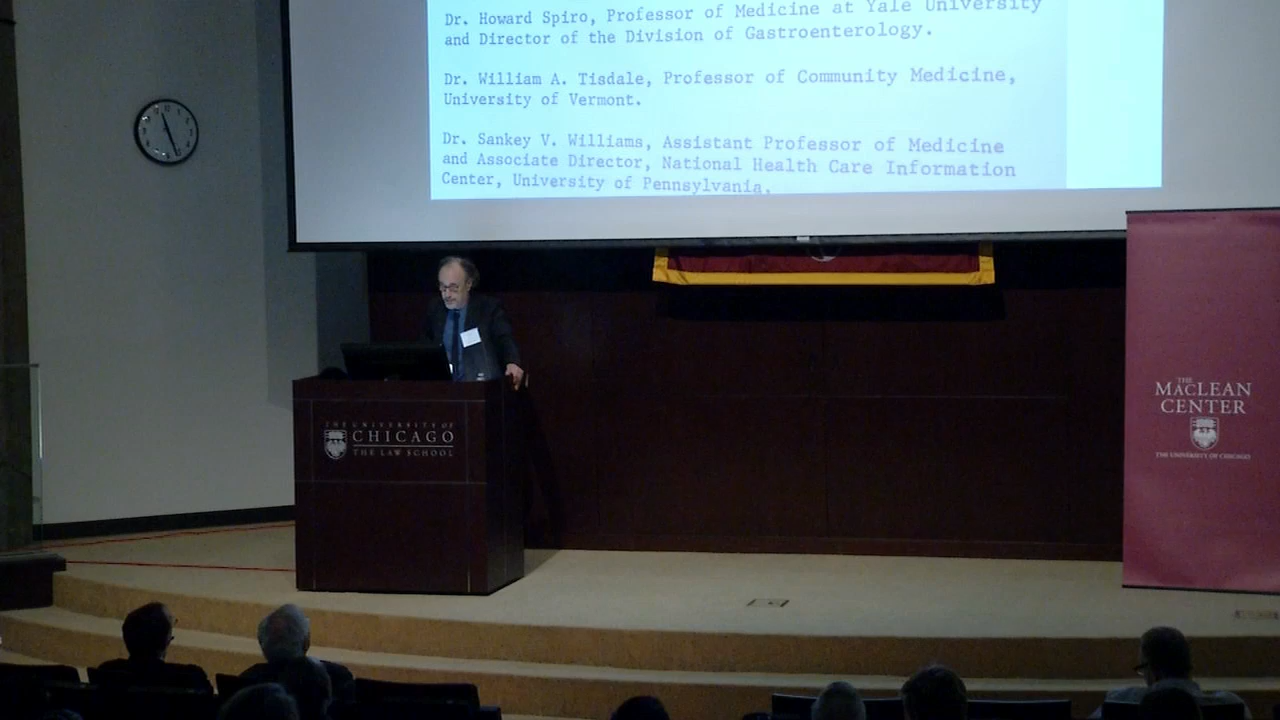 Dr. Howard Spiro, Professor of Medicine at Yale University
and Director of the Division of Gastroenterology.
Dr. William A. Tisdale, Professor of Community Medicine,
University of Vermont.
Dr. Sankey V. Williams, Assistant Professor of Medicine
and Associate Director, National Health Care Information
Center, University of Pennsylvania.
THE UNIVERSITY OF
CHICAGO
THE LAW SCHOOL
THE
MACLEAN
CENTER
THE UNIVERSITY OF CHICAGO